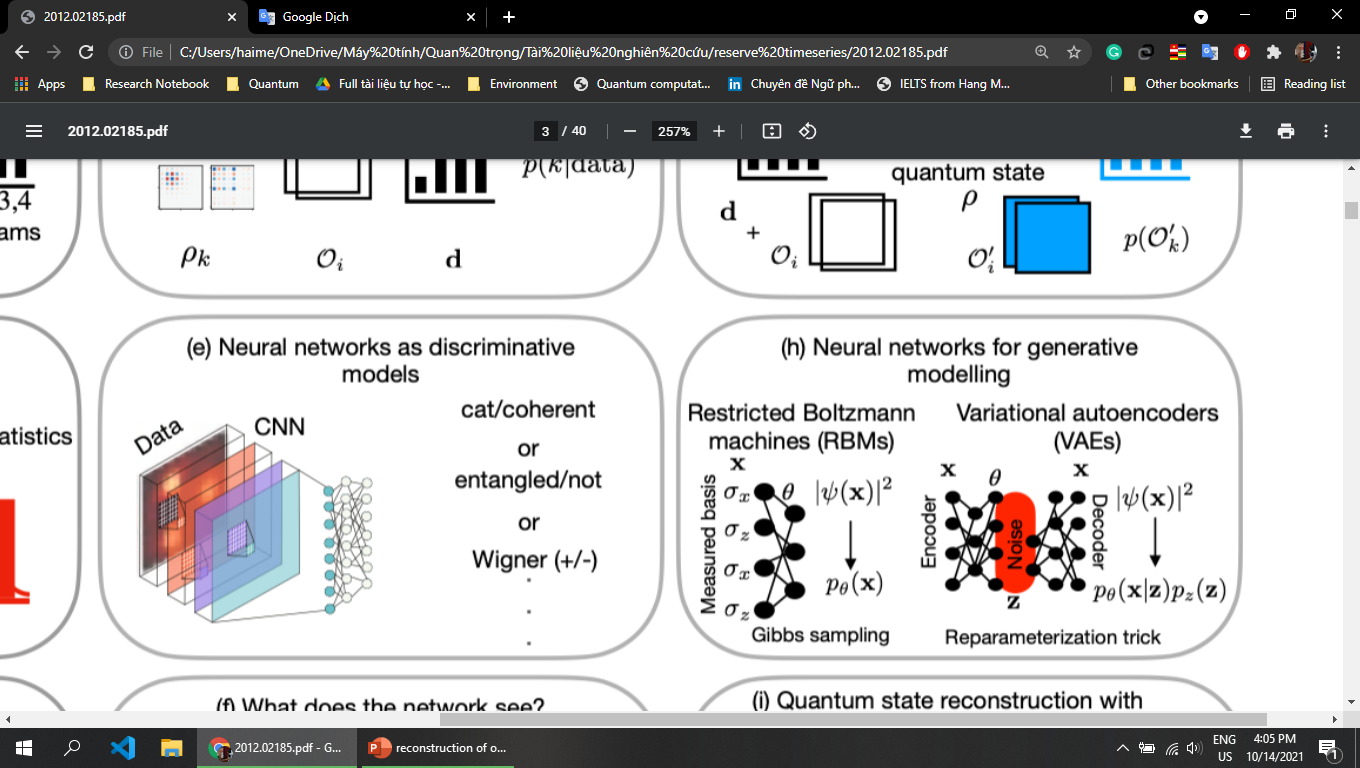 2012.02185.pdf
Google Dịch
File
C:/Users/haime/OneDrive/Máy%20tính/Quan%20trọng/Tài%20liệu%20nghiên%20cứu/reserve%20timeseries/2012.02185.pdf
Apps
Research Notebook
Quantum
Full tài liệu tự học -...
Environment
Quantum computat...
Chuyên đề Ngữ ph...
IELTS from Hang M...
Other bookmarks
Reading list
2012.02185.pdf
3 / 40
257%
3,4
ams
ρk
𝒪i
d
p(k|data)
quantum state
ρ
d
+
𝒪i
𝒪′i
p(𝒪′k)
atistics
(e) Neural networks as discriminative
models
Data
CNN
cat/coherent
or
entangled/not
or
Wigner (+/-)
.
.
.
(h) Neural networks for generative
modelling
Restricted Boltzmann
machines (RBMs)
Measured basis
x
σx
σz
σx
σz
θ
|ψ(x)|²
pθ(x)
Gibbs sampling
Variational autoencoders
(VAEs)
Encoder
x
θ
Noise
z
x
Decoder
|ψ(x)|²
pθ(x|z)pz(z)
Reparameterization trick
(f) What does the network see?
(i) Quantum state reconstruction with
2012.02185.pdf - G...
reconstruction of o...
ENG
US
4:05 PM
10/14/2021
1